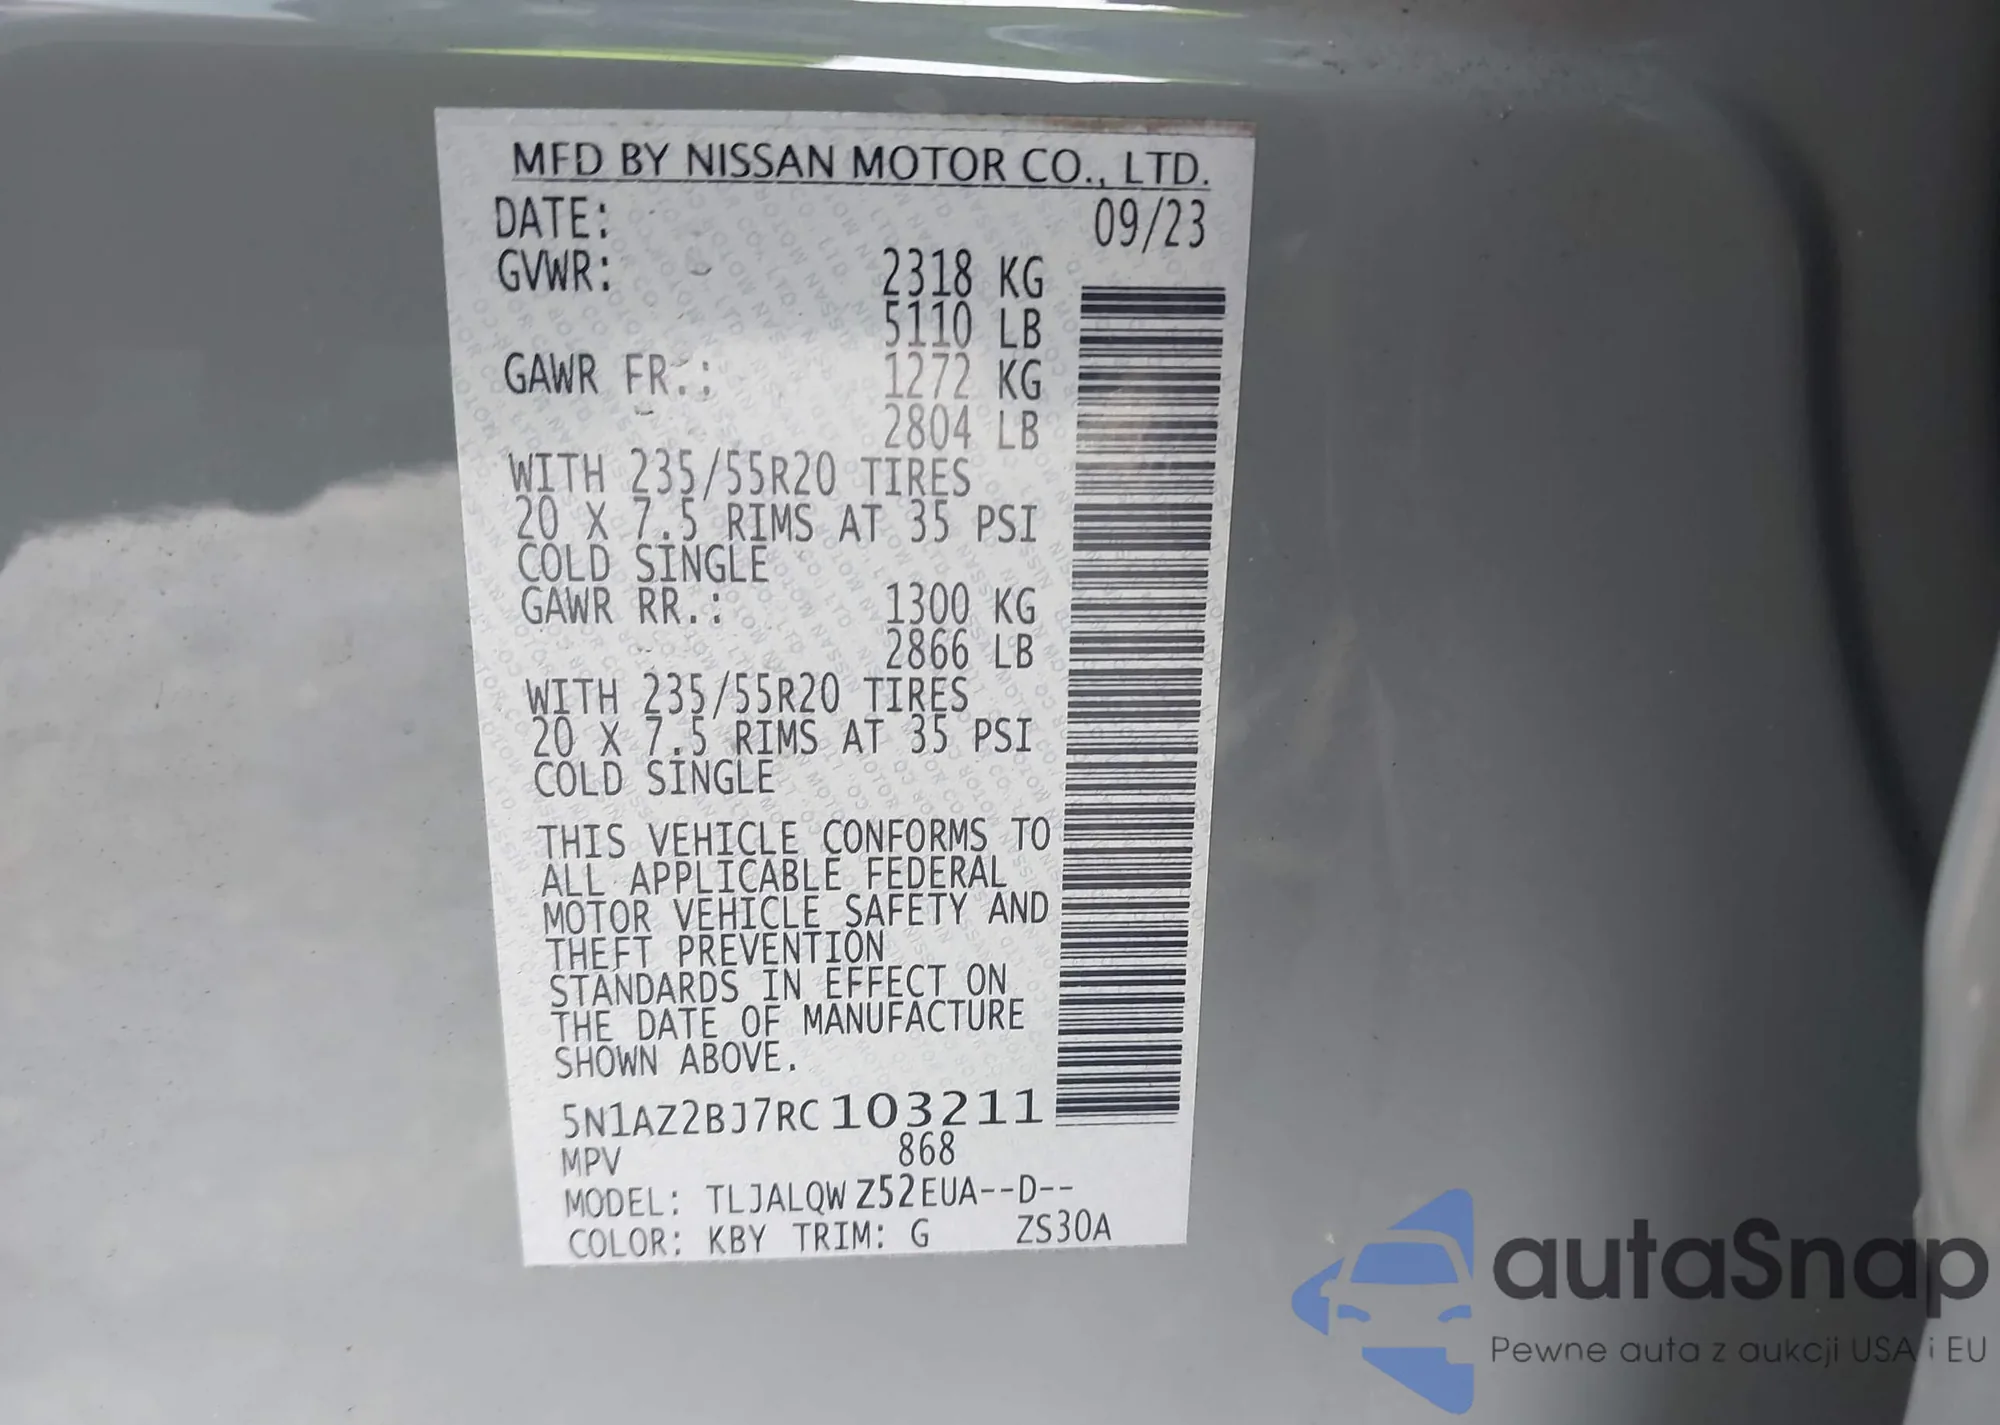 MFD BY NISSAN MOTOR CO., LTD.
DATE: 09/23
GVWR: 2318 KG
5110 LB
GAWR FR.: 1272 KG
2804 LB
WITH 235/55R20 TIRES
20 X 7.5 RIMS AT 35 PSI
COLD SINGLE
GAWR RR.: 1300 KG
2866 LB
WITH 235/55R20 TIRES
20 X 7.5 RIMS AT 35 PSI
COLD SINGLE
THIS VEHICLE CONFORMS TO
ALL APPLICABLE FEDERAL
MOTOR VEHICLE SAFETY AND
THEFT PREVENTION
STANDARDS IN EFFECT ON
THE DATE OF MANUFACTURE
SHOWN ABOVE.
5N1AZ2BJ7RC103211
MPV 868
MODEL: TLJALQWZ52EUA--D--
COLOR: KBY TRIM: G ZS30A
autaSnap
Pewne auta z aukcji USA i EU